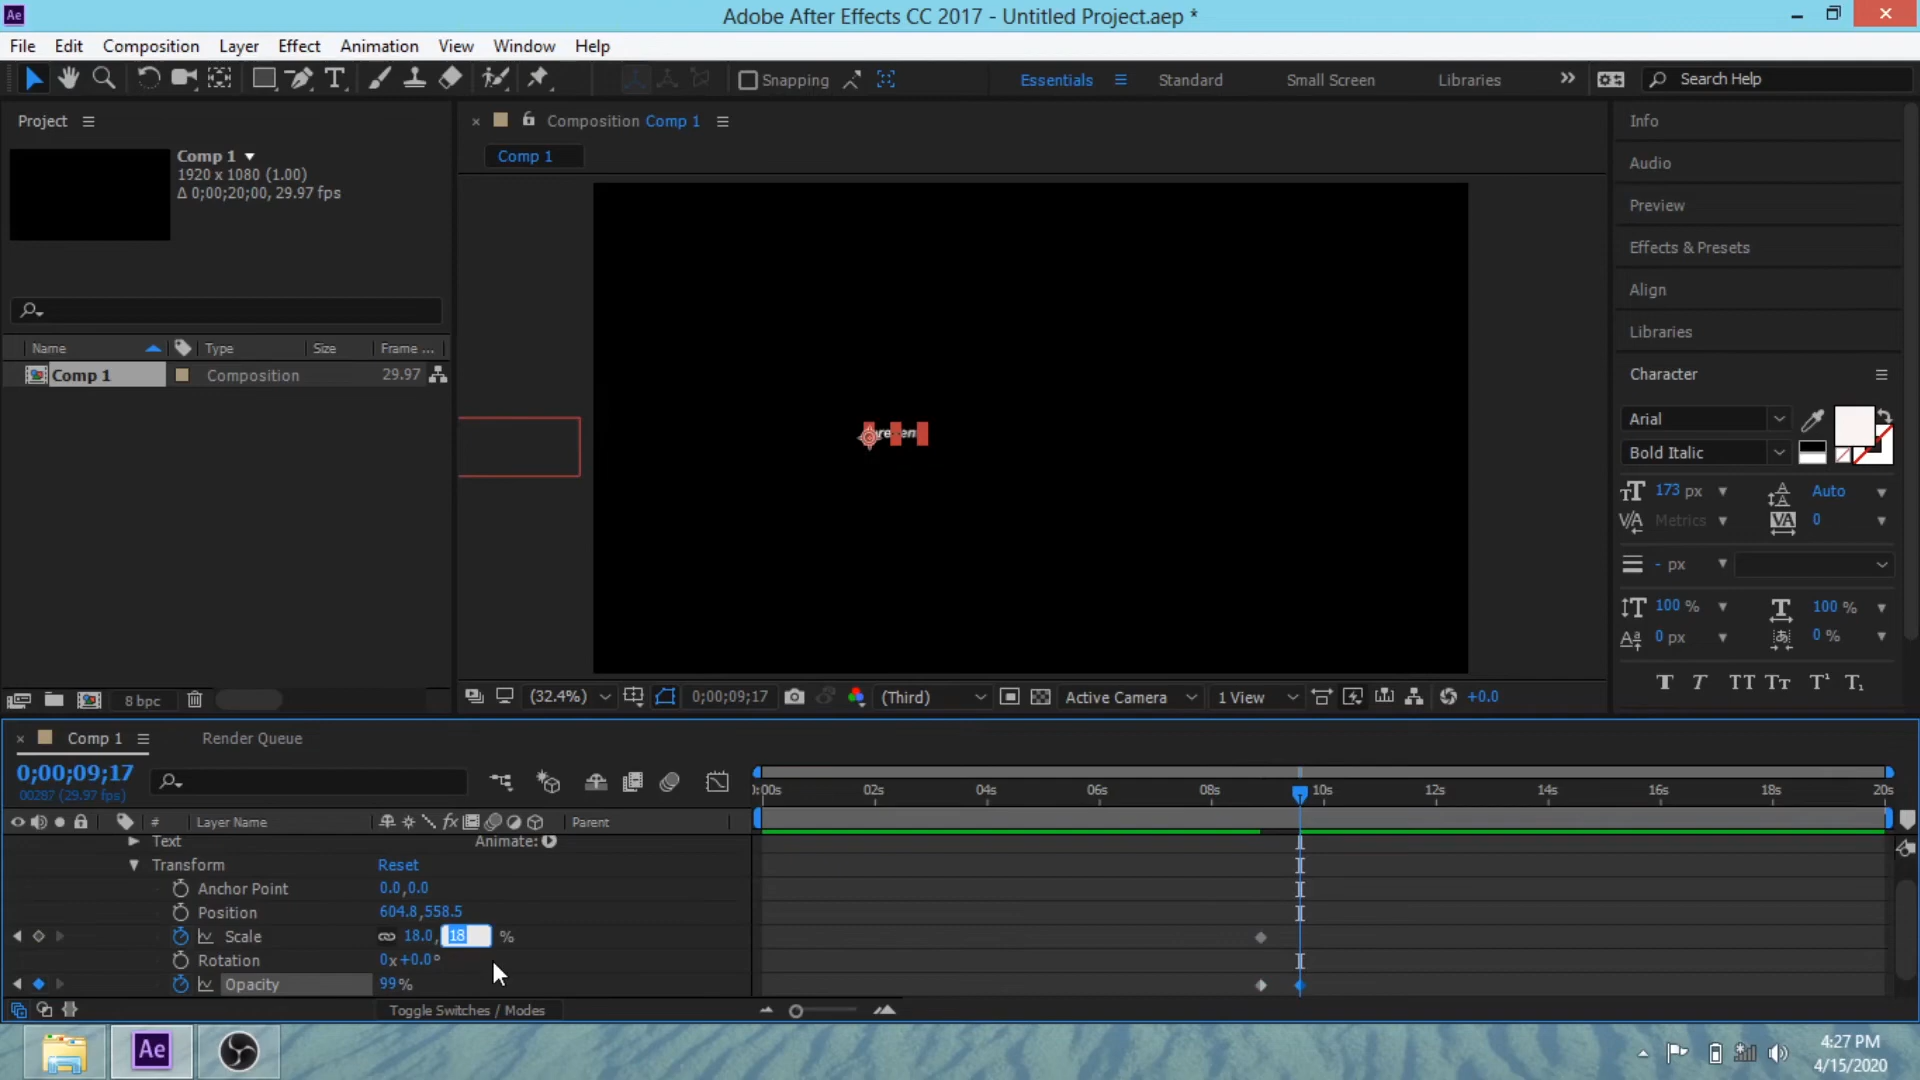 Ae
Adobe After Effects CC 2017 - Untitled Project.aep *
File Edit Composition Layer Effect Animation View Window Help
Snapping
Essentials Standard Small Screen Libraries
Search Help
Project
Comp 1
1920 x 1080 (1.00)
Δ 0;00;20;00, 29.97 fps
Composition Comp 1
Comp 1
Name Type Size Frame ...
Comp 1 Composition 29.97
8 bpc
(32.4%) 0;00;09;17 (Third) Active Camera 1 View +0.0
Info
Audio
Preview
Effects & Presets
Align
Libraries
Character
Arial
Bold Italic
173 px Auto
Metrics 0
- px
100 % 100 %
0 px 0 %
T T TT Tт T¹ T₁
Comp 1 Render Queue
0;00;09;17
00287 (29.97 fps)
# Layer Name fx Parent
:00s 02s 04s 06s 08s 10s 12s 14s 16s 18s 20s
Text Animate:
Transform Reset
Anchor Point 0.0,0.0
Position 604.8,558.5
Scale 18.0, 18 %
Rotation 0x+0.0°
Opacity 99%
Toggle Switches / Modes
Ae
4:27 PM
4/15/2020